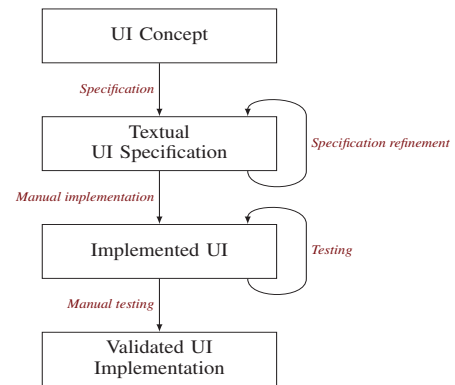 UI Concept
Specification
Textual
UI Specification
Specification refinement
Manual implementation
Implemented UI
Testing
Manual testing
Validated UI
Implementation